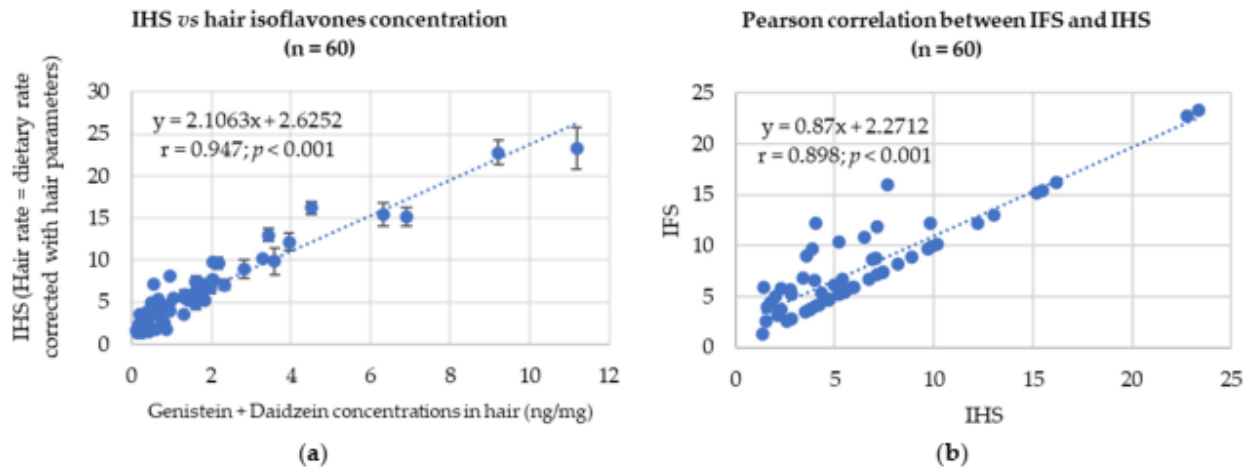 IHS vs hair isoflavones concentration
(n = 60)
IHS (Hair rate = dietary rate
corrected with hair parameters)
30
25
20
15
10
5
0
y = 2.1063x + 2.6252
r = 0.947; p < 0.001
0 2 4 6 8 10 12
Genistein + Daidzein concentrations in hair (ng/mg)
(a)
Pearson correlation between IFS and IHS
(n = 60)
IFS
25
20
15
10
5
0
y = 0.87x + 2.2712
r = 0.898; p < 0.001
0 5 10 15 20 25
IHS
(b)